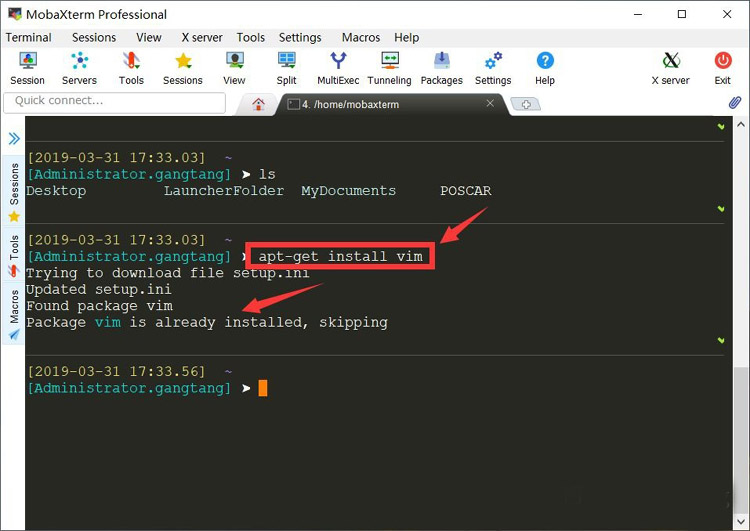 MobaXterm Professional
Terminal Sessions View X server Tools Settings Macros Help
Session Servers Tools Sessions View Split MultiExec Tunneling Packages Settings Help X server Exit
Quick connect...
4. /home/mobaxterm
Sessions
Tools
Macros
[2019-03-31 17:33.03] ~
[Administrator.gangtang] ➤ ls
Desktop LauncherFolder MyDocuments POSCAR
[2019-03-31 17:33.03] ~
[Administrator.gangtang] ➤ apt-get install vim
Trying to download file setup.ini
Updated setup.ini
Found package vim
Package vim is already installed, skipping
[2019-03-31 17:33.56] ~
[Administrator.gangtang] ➤